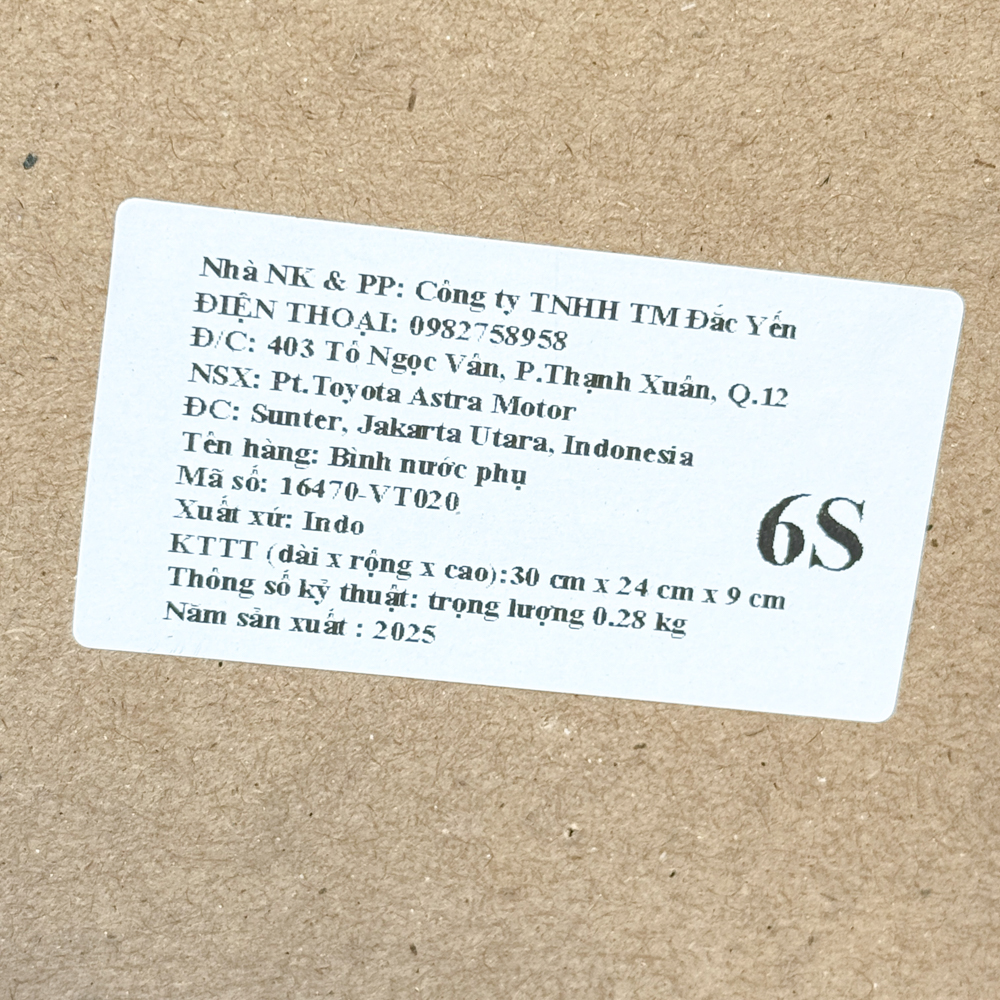 Nhà NK & PP: Công ty TNHH TM Đắc Yến
ĐIỆN THOẠI: 0982758958
Đ/C: 403 Tô Ngọc Vân, P.Thạnh Xuân, Q.12
NSX: Pt.Toyota Astra Motor
ĐC: Sunter, Jakarta Utara, Indonesia
Tên hàng: Bình nước phụ
Mã số: 16470-VT020
Xuất xứ: Indo
6S
KTTT (dài x rộng x cao):30 cm x 24 cm x 9 cm
Thông số kỷ thuật: trọng lượng 0.28 kg
Năm sản xuất : 2025